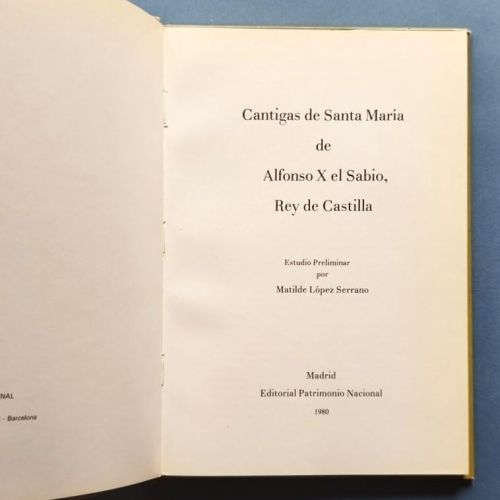 Cantigas de Santa María
de
Alfonso X el Sabio,
Rey de Castilla
Estudio Preliminar
por
Matilde López Serrano
Madrid
Editorial Patrimonio Nacional
1980
NAL
- Barcelona